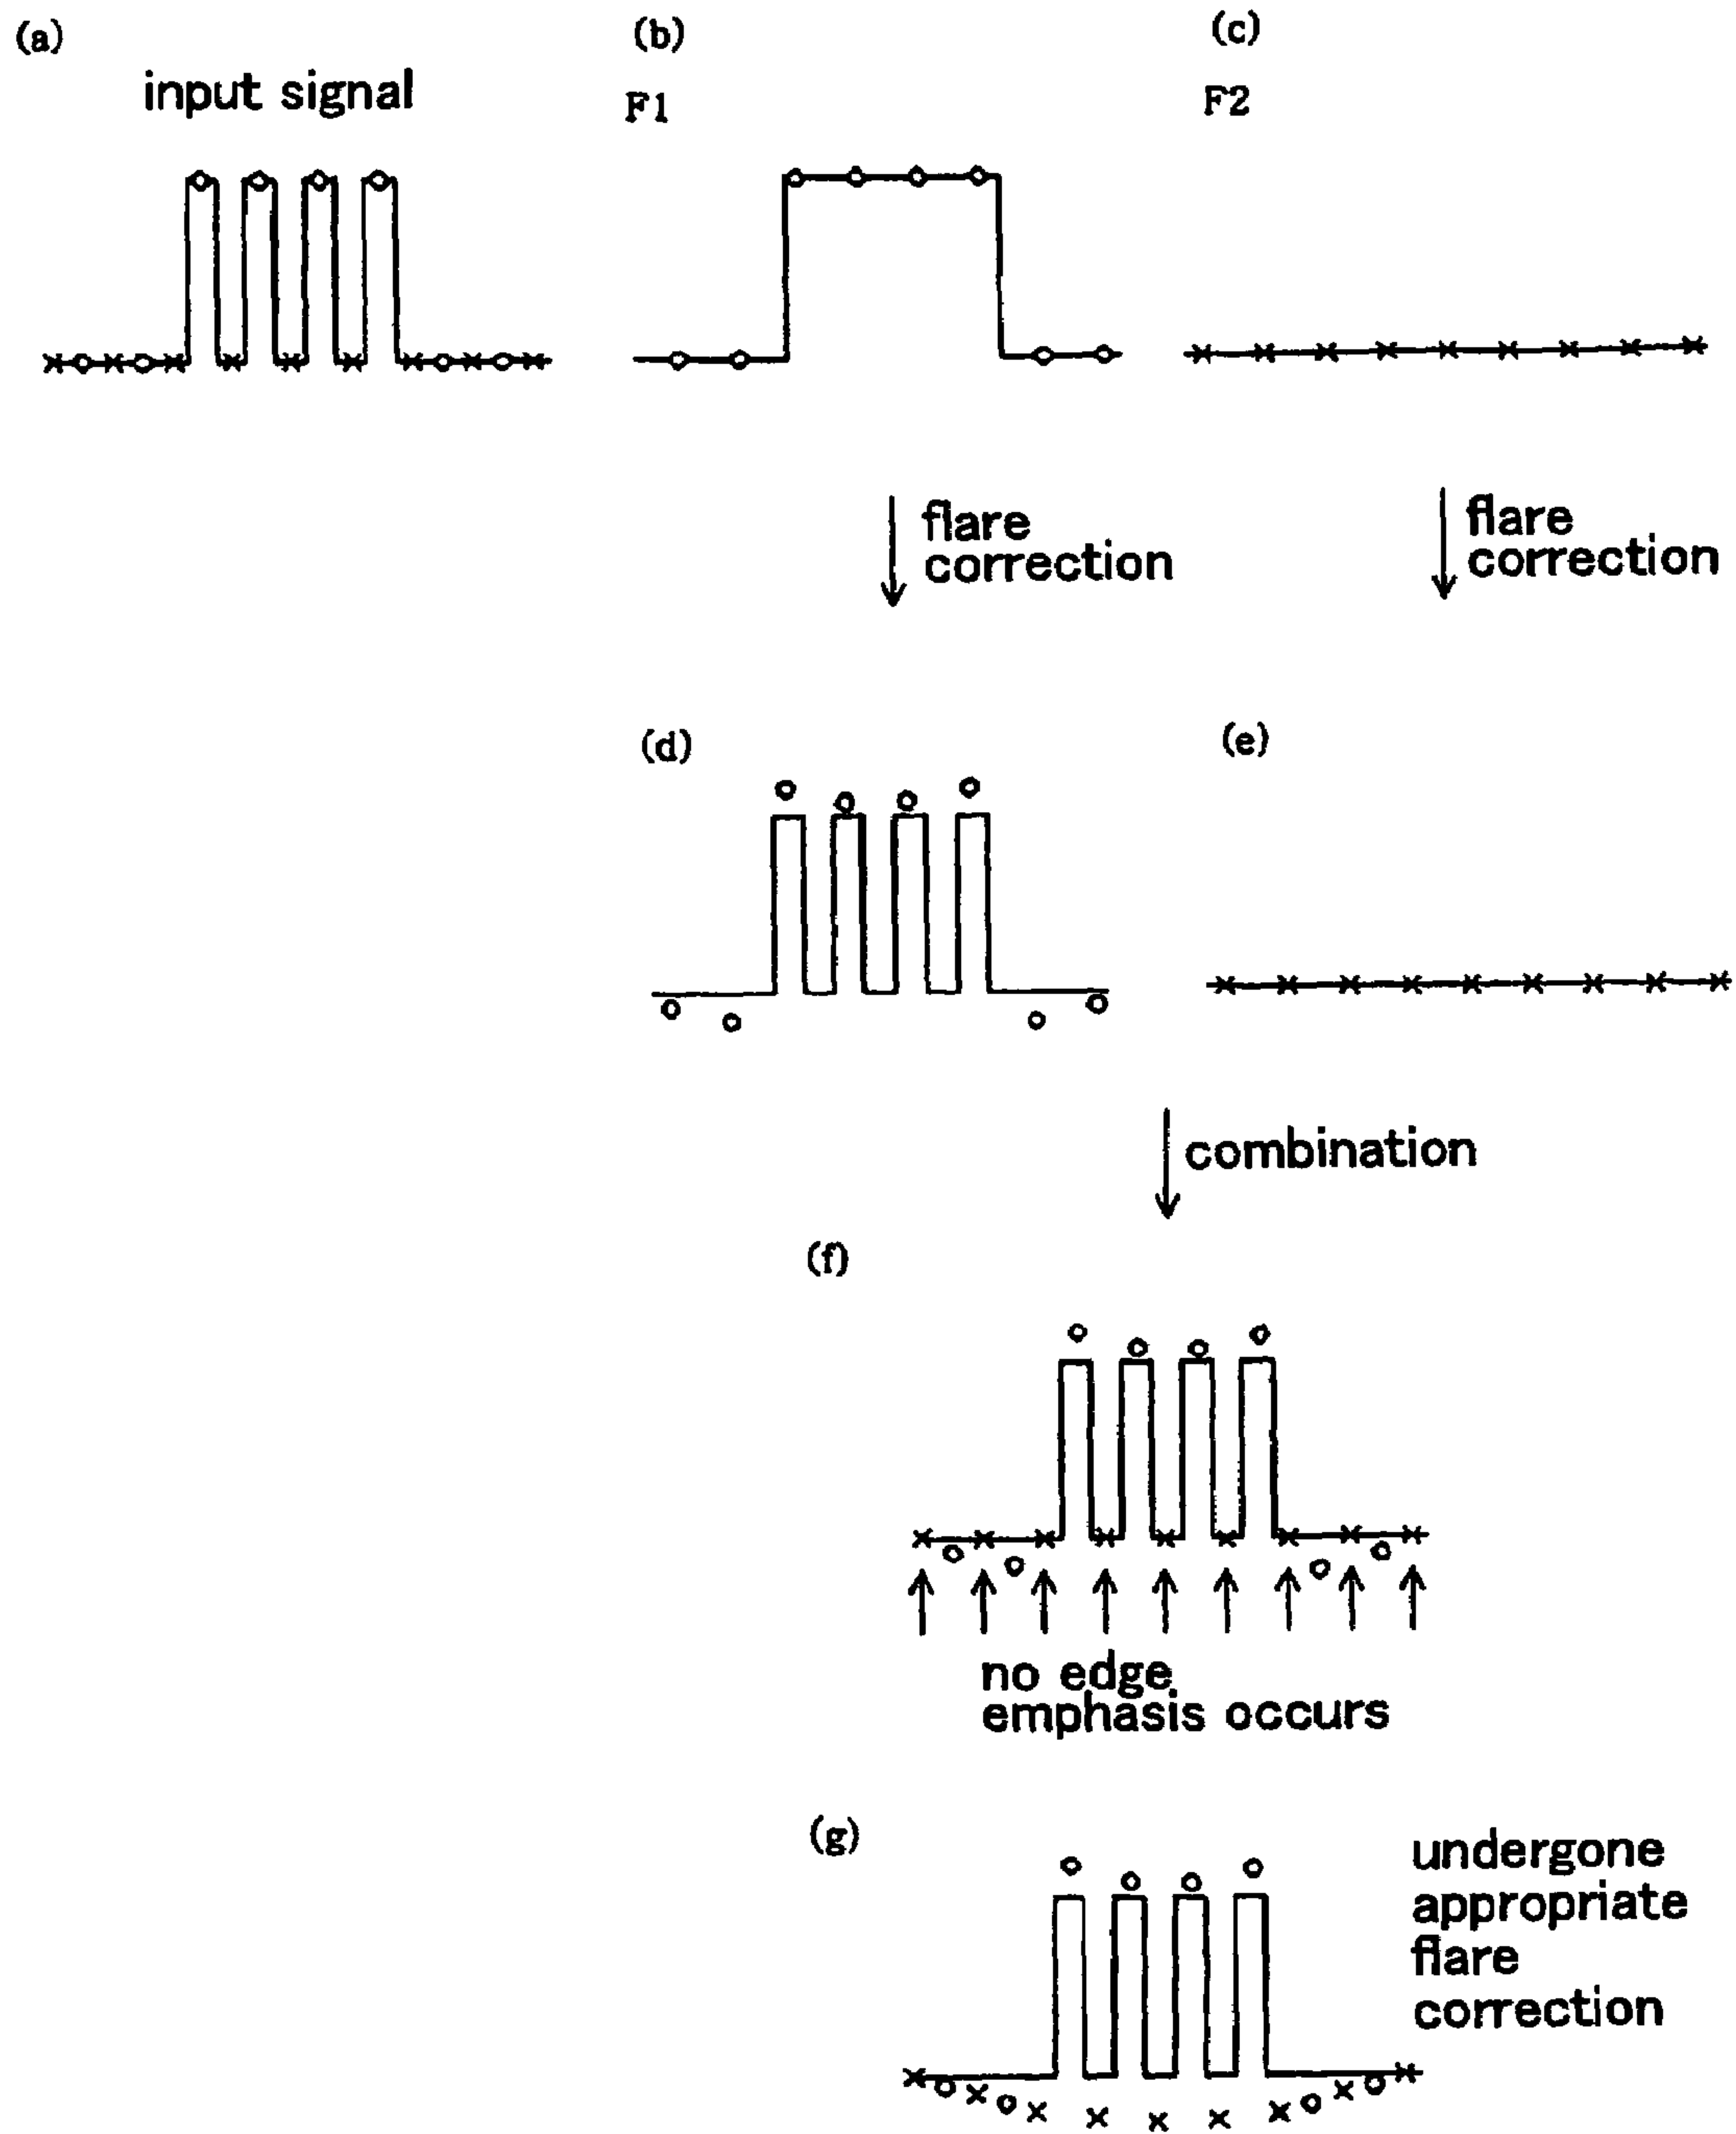 (a)
input signal
(b)
F1
(c)
F2
flare
correction
flare
correction
(d)
(e)
combination
(f)
no edge
emphasis occurs
(g)
undergone
appropriate
flare
correction